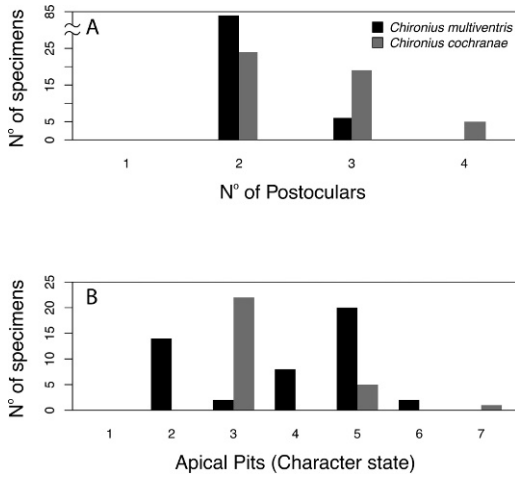 A
Chironius multiventris
Chironius cochranae
N° of specimens
85
25
15
5
0
1 2 3 4
N° of Postoculars
B
N° of specimens
25
20
15
10
5
0
1 2 3 4 5 6 7
Apical Pits (Character state)